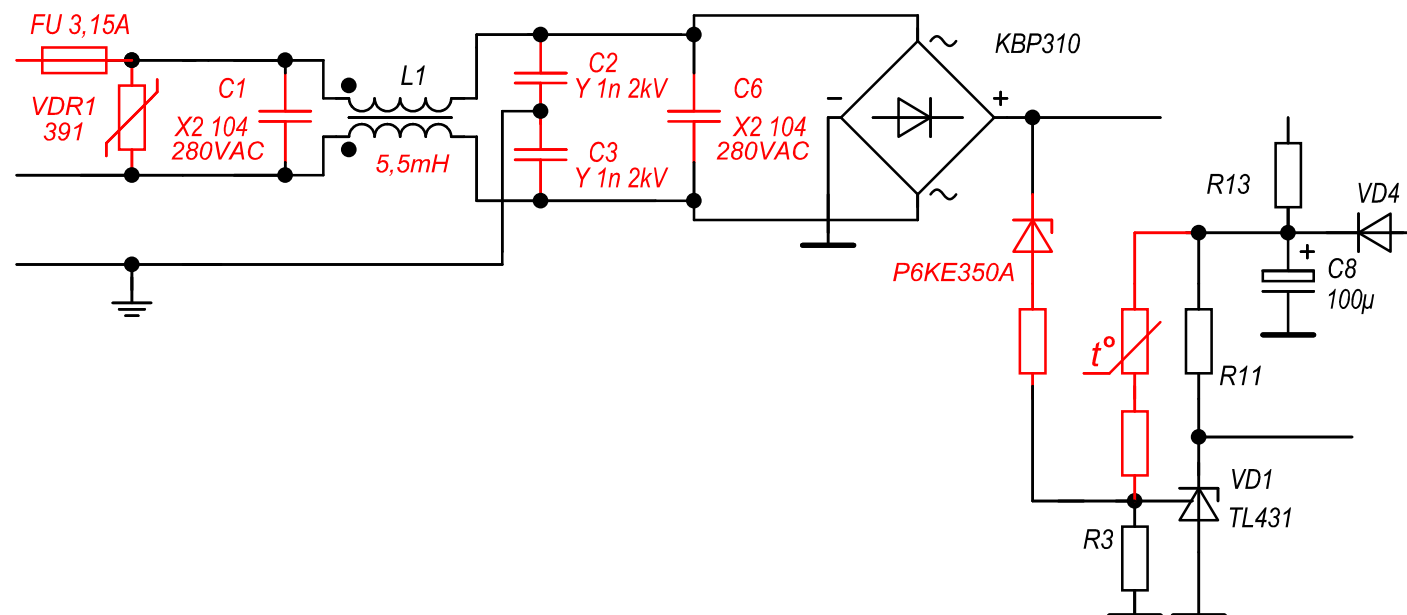 FU 3,15A
VDR1
391
C1
X2 104
280VAC
L1
5,5mH
C2
Y 1n 2kV
C3
Y 1n 2kV
C6
X2 104
280VAC
KBP310
-
+
P6KE350A
t°
R13
VD4
+
C8
100µ
R11
VD1
TL431
R3